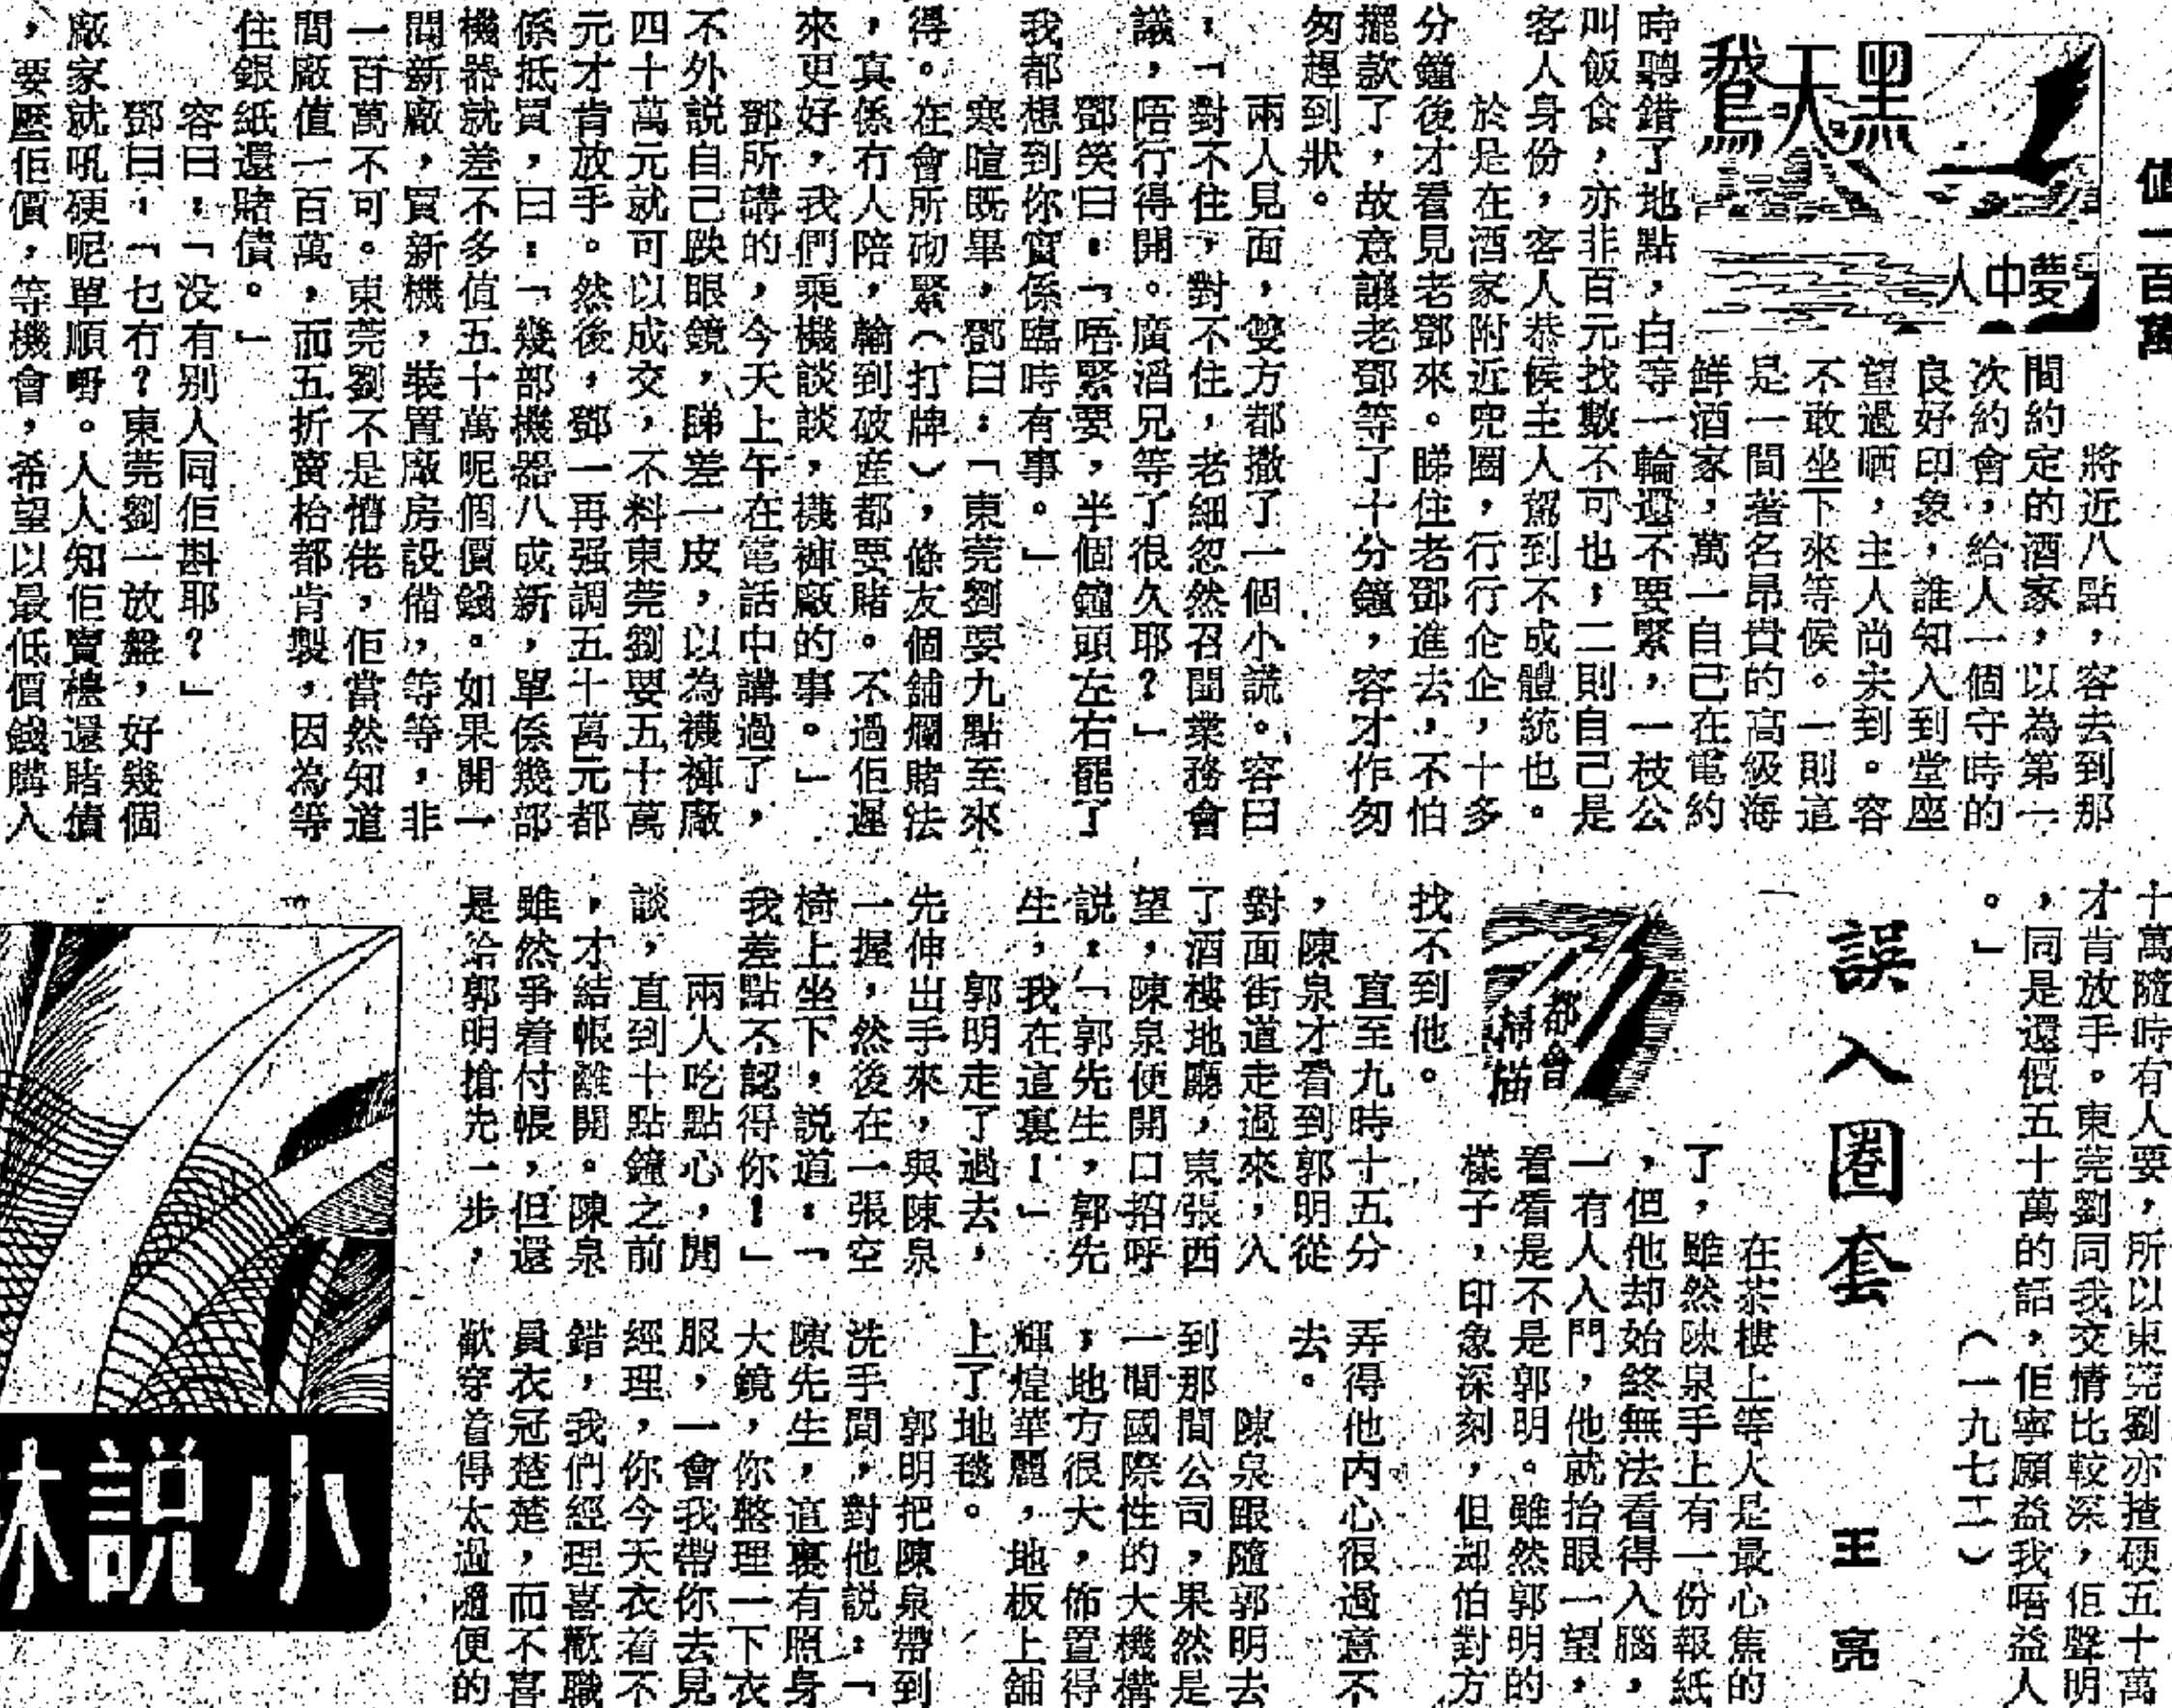 個一百萬
黑天鵞
夢中人
將近八點，容去到那
間約定的酒家，以為第一
次約會，給人一個守時的
良好印象，誰知入到堂座
望過晒，主人尚未到。容
不敢坐下來等候。一則這
是一間著名昂貴的高級海
鮮酒家，萬一自己在電約
時聽錯了地點，白等一輪還不要緊，一枝公
叫飯食，亦非百元找數不可也，二則自己是
客人身份，客人恭候主人駕到不成體統也。
於是在酒家附近兜圈，行行企企，十多
分鐘後才看見老鄧來。睇住老鄧進去，不怕
擺款了，故意讓老鄧等了十分鐘，容才作匆
匆趕到狀。
兩人見面，雙方都撒了一個小謊。容曰
：「對不住，對不住，老細忽然召開業務會
議，唔行得開。廣滔兄等了很久耶？」
鄧笑曰：「唔緊要，半個鐘頭左右罷了
我都想到你實係臨時有事。」
寒暄既畢，鄧曰：「東莞劉要九點至來
得。在會所砌緊（打牌），條友個舖爛賭法
，真係冇人陪，輸到破產都要賭。不過佢遲
來更好，我們乘機談談，襪褲廠的事。」
鄧所講的，今天上午在電話中講過了，
不外說自己跌眼鏡，睇差一皮，以為襪褲廠
四十萬元就可以成交，不料東莞劉要五十萬
元才肯放手。然後，鄧一再强調五十萬元都
係抵買，曰：「幾部機器八成新，單係幾部
機器就差不多值五十萬呢個價錢。如果開一
間新廠，買新機，裝置廠房設備，等等，非
一百萬不可。東莞劉不是懵佬，佢當然知道
間廠值一百萬，而五折賣枱都肯製，因為等
住銀紙還賭債。」
容曰：「没有别人同佢斟耶？」
鄧曰：「乜冇？東莞劉一放盤，好幾個
廠家就吼硬呢單順嘢。人人知佢賣檔還賭債
，要壓佢價，等機會，希望以最低價錢購入
十萬隨時有人要，所以東莞劉亦揸硬五十萬
才肯放手。東莞劉同我交情比較深，佢聲明
，同是還價五十萬的話，佢寧願益我唔益人
。」
（一九七二）
誤入圈套
王亮
都會
掃描
在茶樓上等人是最心焦的
了，雖然陳泉手上有一份報紙
，但他却始終無法看得入腦，
一有人入門，他就抬眼一望，
看看是不是郭明。雖然郭明的
樣子，印象深刻，但却怕對方
找不到他。
直至九時十五分
，陳泉才看到郭明從
對面街道走過來，入
了酒樓地廳，東張西
望，陳泉便開口招呼
説：「郭先生，郭先
生，我在這裏！」
郭明走了過去，
先伸出手來，與陳泉
一握，然後在一張空
椅上坐下，説道：「
我差點不認得你！」
兩人吃點心，閒
談，直到十點鐘之前
，才結帳離開。陳泉
雖然爭着付帳，但還
是給郭明搶先一步，
弄得他内心很過意不
去。
陳泉跟隨郭明去
到那間公司，果然是
一間國際性的大機構
，地方很大，佈置得
輝煌華麗，地板上舖
上了地毯。
郭明把陳泉帶到
洗手間，對他説：「
陳先生，這裏有照身
大鏡，你整理一下衣
服，一會我帶你去見
經理，你今天衣着不
錯，我們經理喜歡職
員衣冠楚楚，而不喜
歡穿着得太過隨便的
小説林